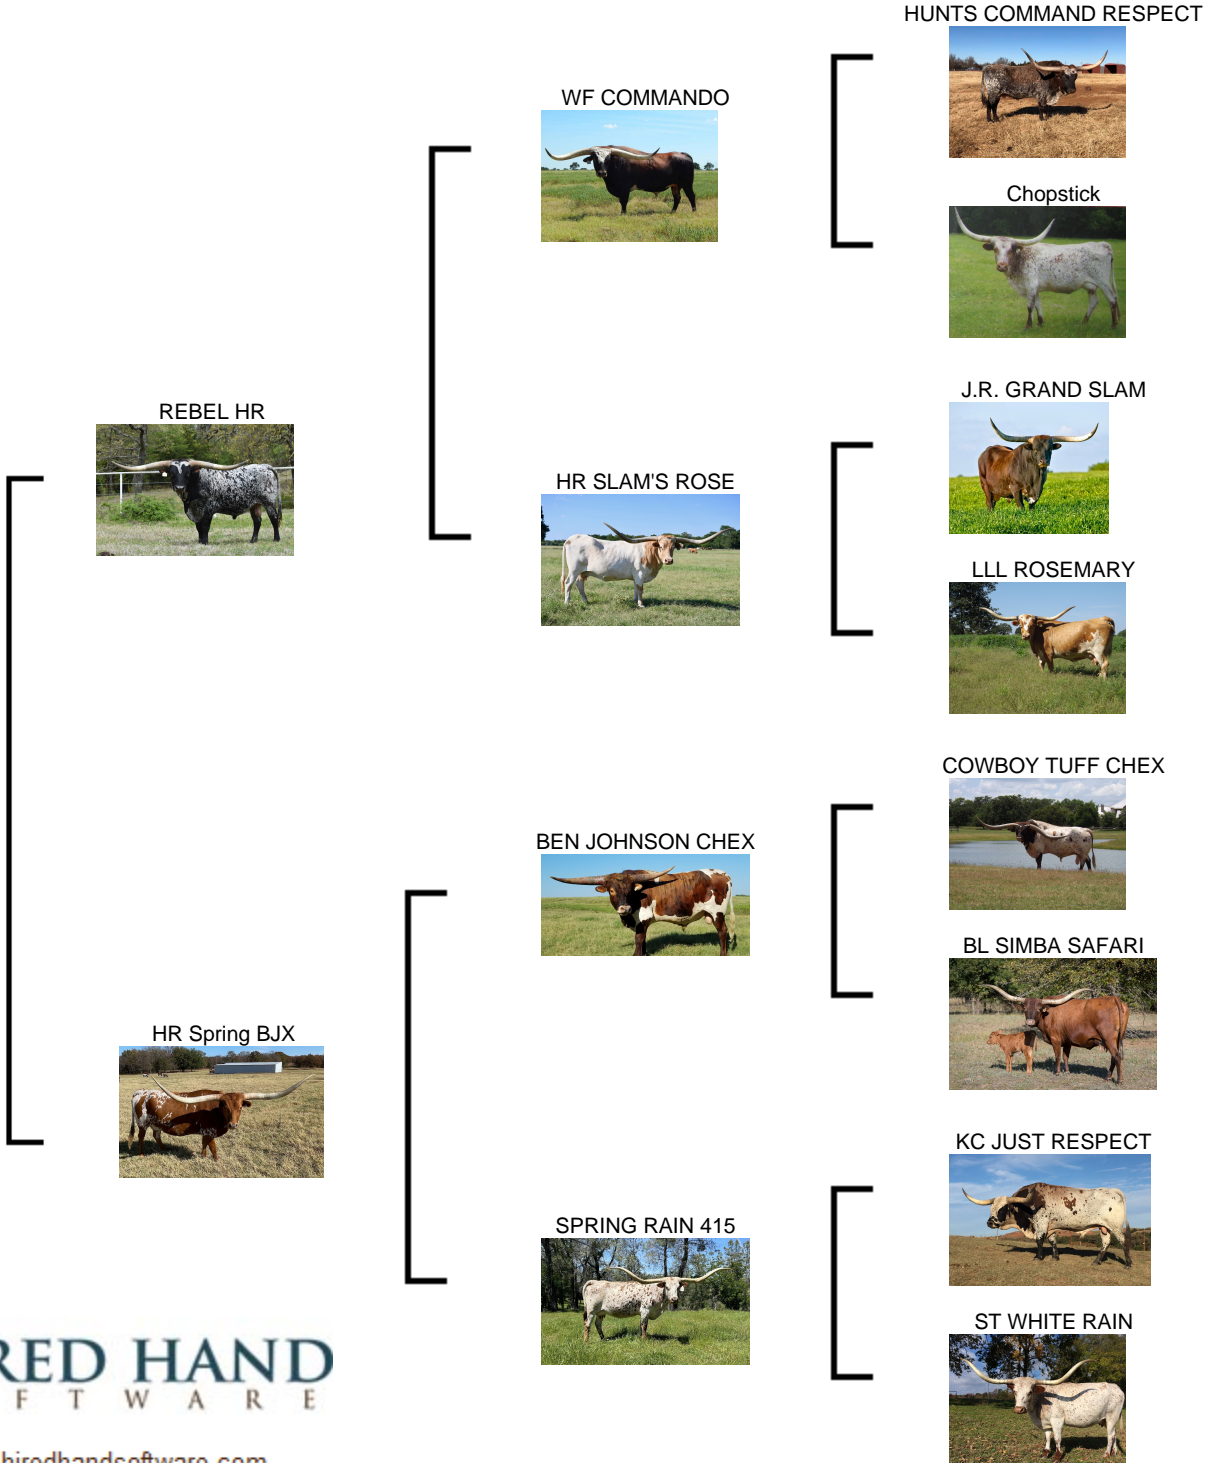 HUNTS COMMAND RESPECT
WF COMMANDO
Chopstick
J.R. GRAND SLAM
REBEL HR
HR SLAM'S ROSE
LLL ROSEMARY
COWBOY TUFF CHEX
BEN JOHNSON CHEX
BL SIMBA SAFARI
HR Spring BJX
KC JUST RESPECT
SPRING RAIN 415
ST WHITE RAIN
RED HAND
F T W A R E
hiredhandsoftware.com